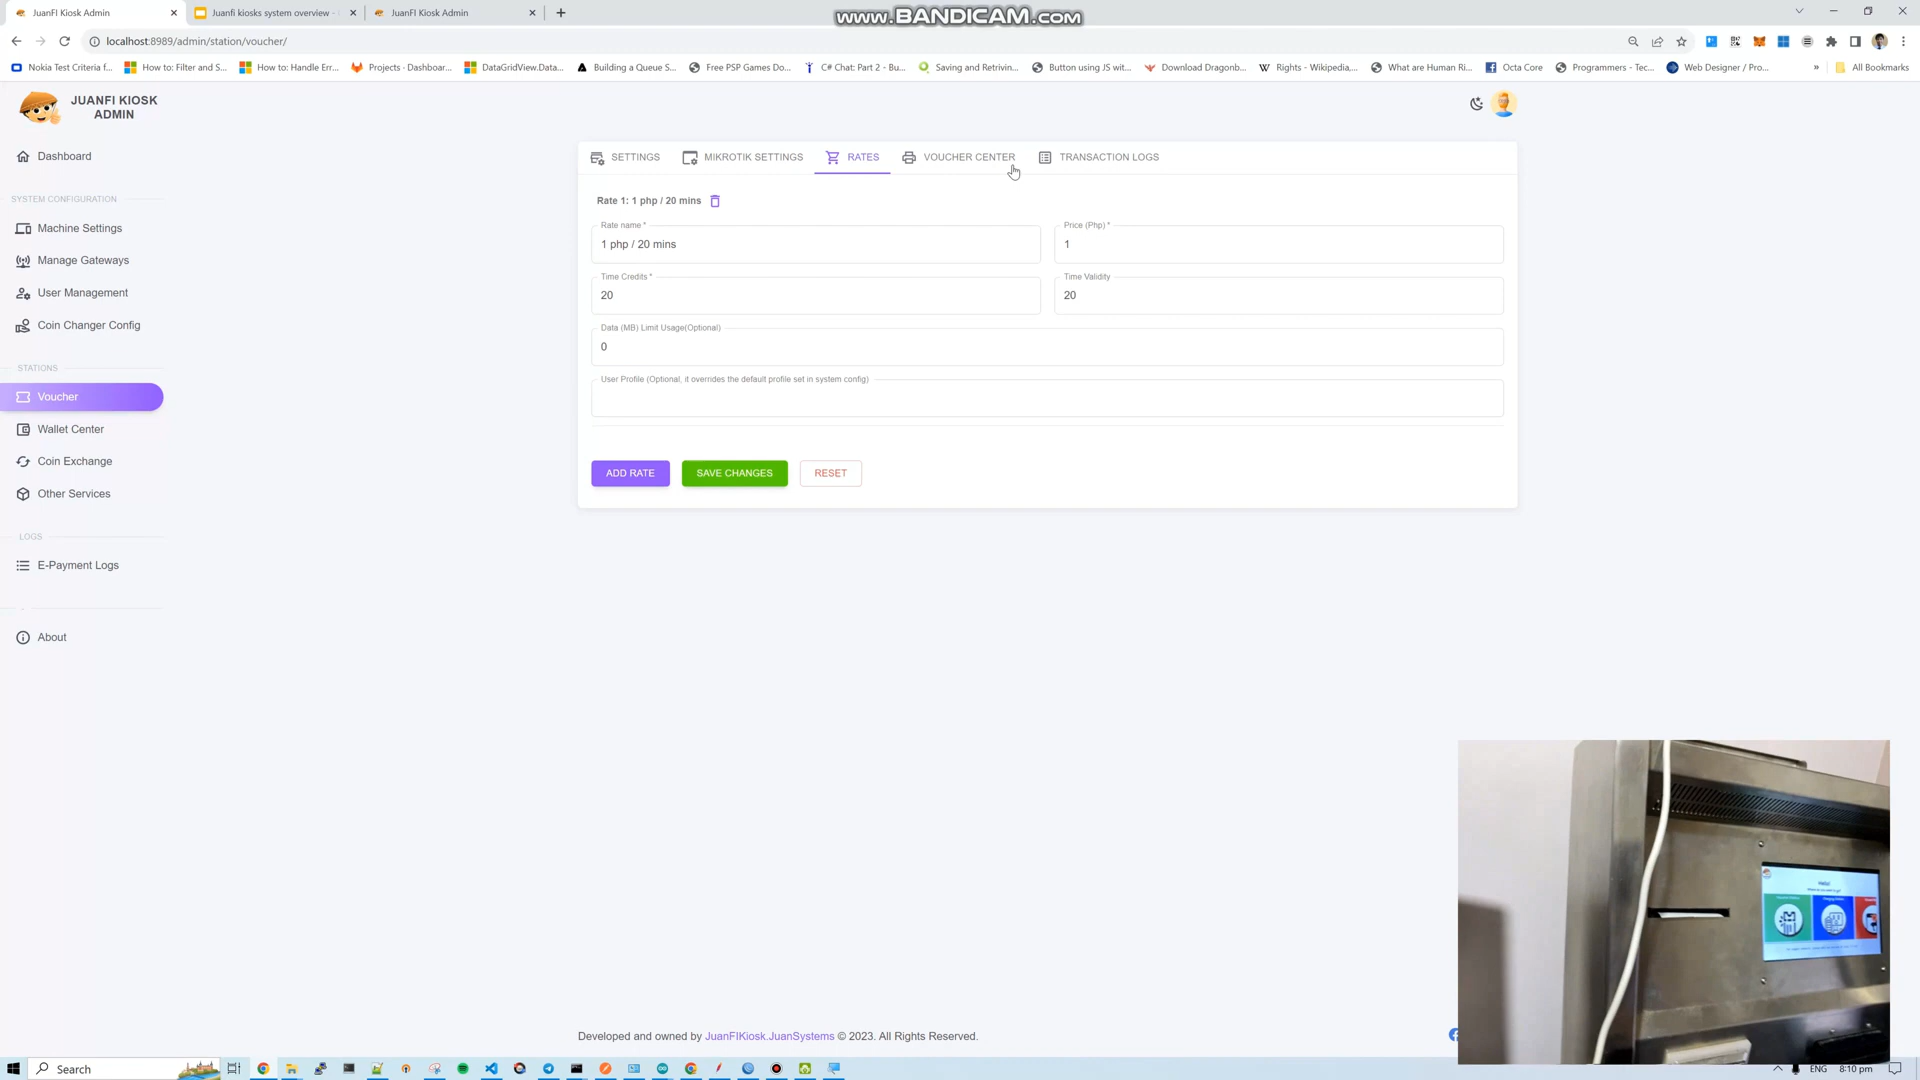 JuanFI Kiosk Admin
Juanfi kiosks system overview -
JuanFI Kiosk Admin
www.BANDICAM.com
localhost:8989/admin/station/voucher/
Nokia Test Criteria f...
How to: Filter and S...
How to: Handle Err...
Projects · Dashboar...
DataGridView.Data...
Building a Queue S...
Free PSP Games Do...
C# Chat: Part 2 - Bu...
Saving and Retrivin...
Button using JS wit...
Download Dragonb...
Rights - Wikipedia,...
What are Human Ri...
Octa Core
Programmers - Tec...
Web Designer / Pro...
»
All Bookmarks
JUANFI KIOSK
ADMIN
Dashboard
SYSTEM CONFIGURATION
Machine Settings
Manage Gateways
User Management
Coin Changer Config
STATIONS
Voucher
Wallet Center
Coin Exchange
Other Services
LOGS
E-Payment Logs
About
SETTINGS
MIKROTIK SETTINGS
RATES
VOUCHER CENTER
TRANSACTION LOGS
Rate 1: 1 php / 20 mins
Rate name *
1 php / 20 mins
Price (Php) *
1
Time Credits *
20
Time Validity
20
Data (MB) Limit Usage(Optional)
0
User Profile (Optional, it overrides the default profile set in system config)
ADD RATE
SAVE CHANGES
RESET
Developed and owned by JuanFIKiosk.JuanSystems © 2023. All Rights Reserved.
Hello!
Search
ENG
8:10 pm